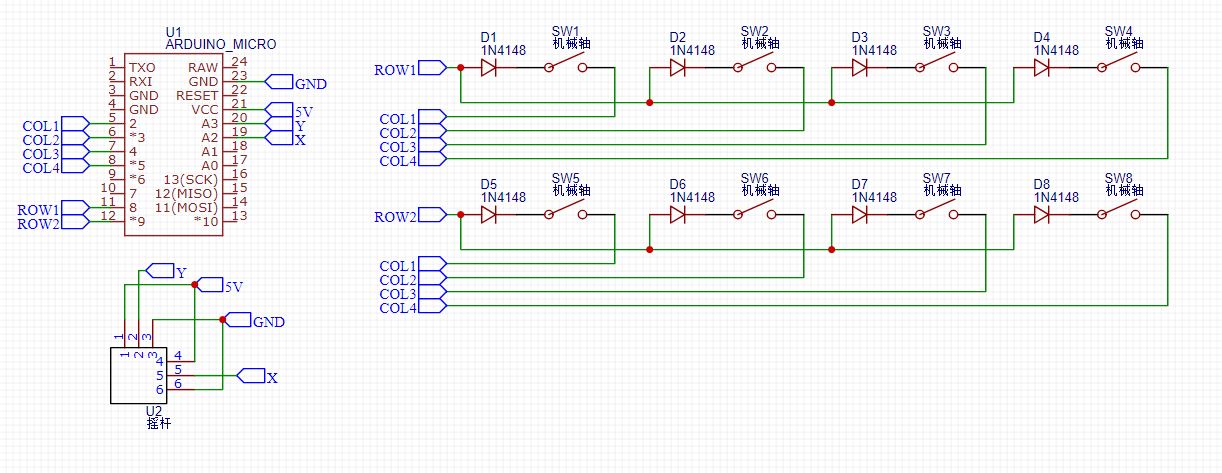 U1
ARDUINO_MICRO
1 TXO RAW 24
2 RXI GND 23 GND
3 GND RESET 22
4 GND VCC 21 5V
COL1 5 2 A3 20 Y
COL2 6 *3 A2 19 X
COL3 7 4 A1 18
COL4 8 *5 A0 17
9 *6 13(SCK) 16
10 7 12(MISO) 15
ROW1 11 8 11(MOSI) 14
ROW2 12 *9 *10 13
Y
5V
GND
1 2 3
1 2 3
4 4
5 5 X
6 6
U2
摇杆
D1 SW1 D2 SW2 D3 SW3 D4 SW4
1N4148 机械轴 1N4148 机械轴 1N4148 机械轴 1N4148 机械轴
ROW1
COL1
COL2
COL3
COL4
D5 SW5 D6 SW6 D7 SW7 D8 SW8
1N4148 机械轴 1N4148 机械轴 1N4148 机械轴 1N4148 机械轴
ROW2
COL1
COL2
COL3
COL4